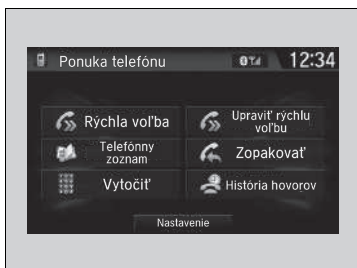 Ponuka telefónu
12:34
Rýchla voľba
Upraviť rýchlu
voľbu
Telefónny
zoznam
Zopakovať
Vytočiť
História hovorov
Nastavenie